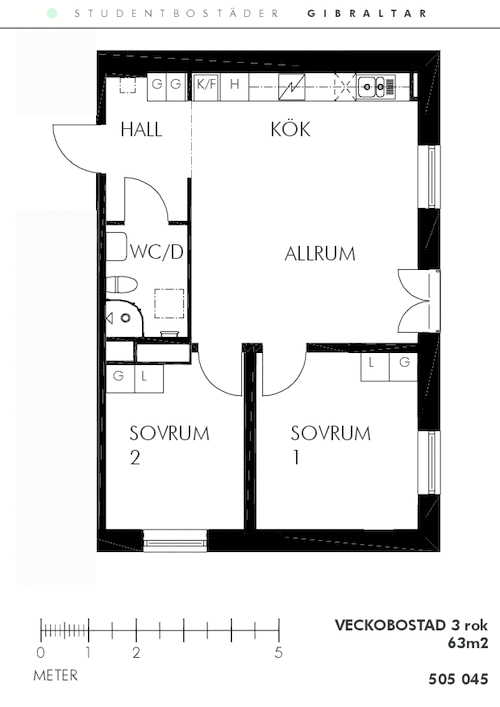 STUDENTBOSTÄDER GIBRALTAR
G G K/F H
HALL KÖK
WC/D ALLRUM
G L L G
SOVRUM 2
SOVRUM 1
0 1 2 5
METER
VECKOBOSTAD 3 rok
63m2
505 045